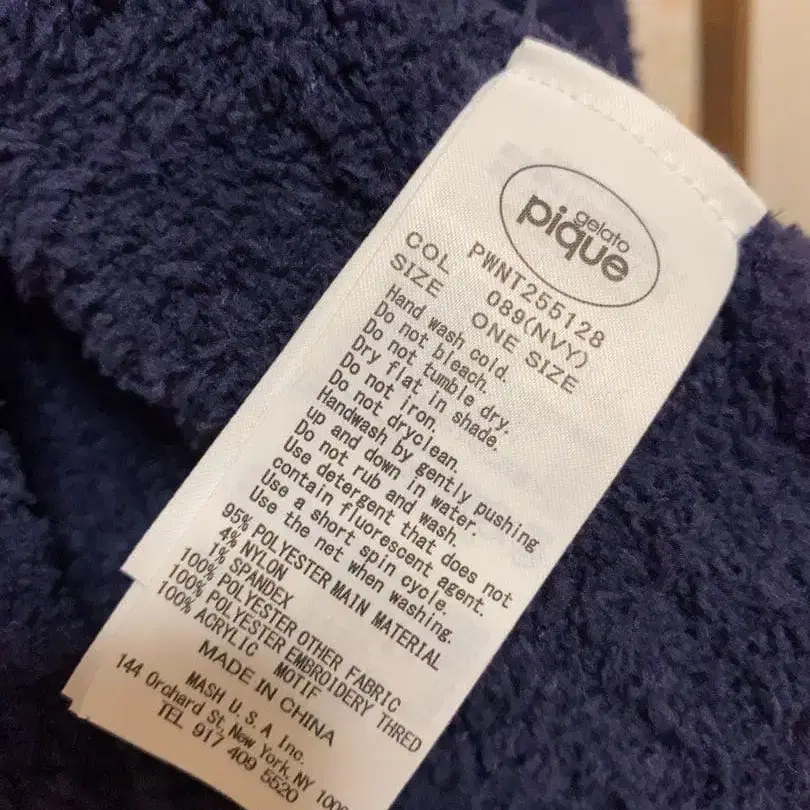 gelato
pique
PWNT255128
COL 089(NVY)
SIZE ONE SIZE
Hand wash cold.
Do not bleach.
Do not tumble dry.
Dry flat in shade.
Do not iron.
Do not dryclean.
Handwash by gently pushing
up and down in water.
Do not rub and wash.
Use detergent that does not
contain fluorescent agent.
Use a short spin cycle.
Use the net when washing.
95% POLYESTER MAIN MATERIAL
4% NYLON
1% SPANDEX
100% POLYESTER OTHER FABRIC
100% POLYESTER EMBROIDERY THRED
100% ACRYLIC MOTIF
MADE IN CHINA
MASH U.S.A Inc.
144 Orchard St, New York, NY
TEL 917 409 5520